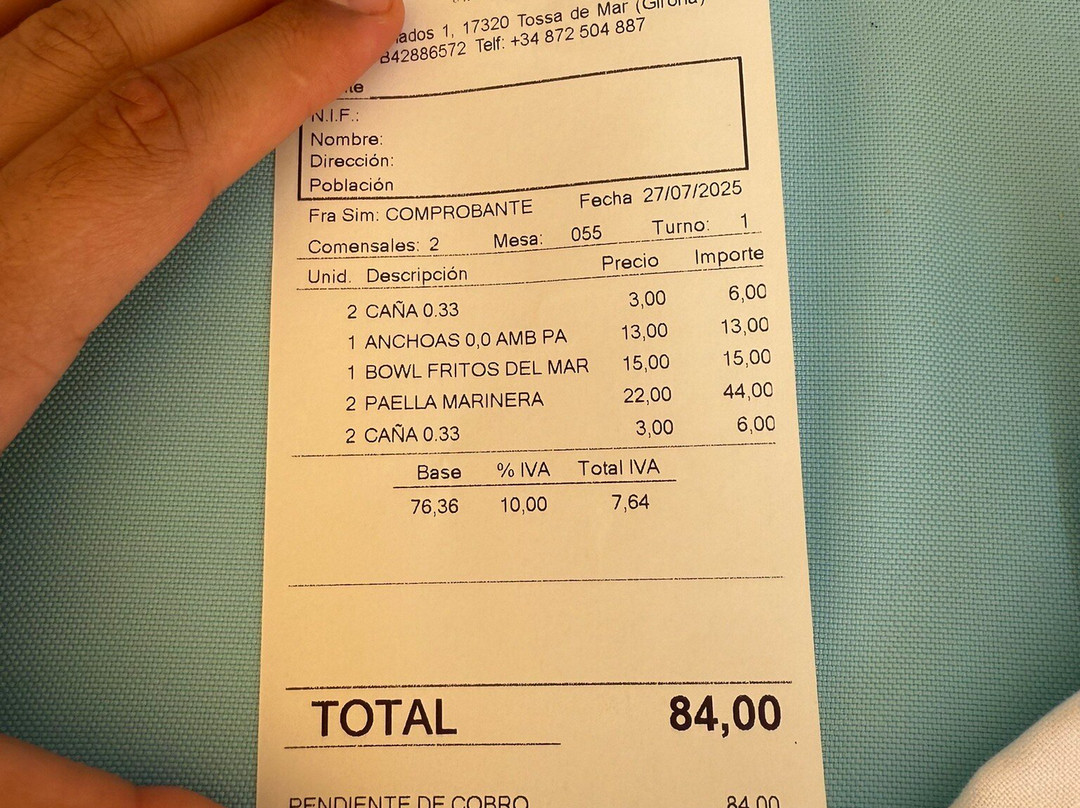 1, 17320 Tossa de Mar (Girona)
B42886572 Telf: +34 872 504 887
N.I.F.:
Nombre:
Dirección:
Población
Fra Sim: COMPROBANTE Fecha 27/07/2025
Comensales: 2 Mesa: 055 Turno: 1
Unid. Descripción Precio Importe
2 CAÑA 0.33 3,00 6,00
1 ANCHOAS 0,0 AMB PA 13,00 13,00
1 BOWL FRITOS DEL MAR 15,00 15,00
2 PAELLA MARINERA 22,00 44,00
2 CAÑA 0.33 3,00 6,00
Base % IVA Total IVA
76,36 10,00 7,64
TOTAL 84,00
PENDIENTE DE COBRO 84,00